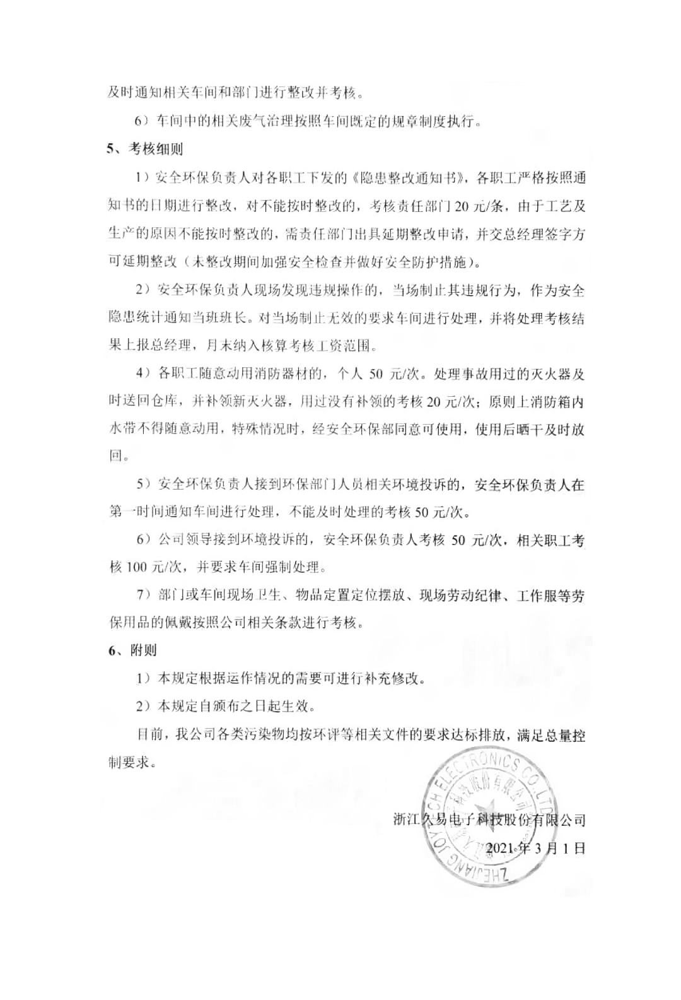 及时通知相关车间和部门进行整改并考核。
6）车间中的相关废气治理按照车间既定的规章制度执行。
5、考核细则
1）安全环保负责人对各职工下发的《隐患整改通知书》，各职工严格按照通
知书的日期进行整改，对不能按时整改的，考核责任部门 20 元/条，由于工艺及
生产的原因不能按时整改的，需责任部门出具延期整改申请，并交总经理签字方
可延期整改（未整改期间加强安全检查并做好安全防护措施）。
2）安全环保负责人现场发现违规操作的，当场制止其违规行为，作为安全
隐患统计通知当班班长。对当场制止无效的要求车间进行处理，并将处理考核结
果上报总经理，月末纳入核算考核工资范围。
4）各职工随意动用消防器材的，个人 50 元/次。处理事故用过的灭火器及
时送回仓库，并补领新灭火器，用过没有补领的考核 20 元/次；原则上消防箱内
水带不得随意动用，特殊情况时，经安全环保部同意可使用，使用后晒干及时放
回。
5）安全环保负责人接到环保部门人员相关环境投诉的，安全环保负责人在
第一时间通知车间进行处理，不能及时处理的考核 50 元/次。
6）公司领导接到环境投诉的，安全环保负责人考核 50 元/次，相关职工考
核 100 元/次，并要求车间强制处理。
7）部门或车间现场卫生、物品定置定位摆放、现场劳动纪律、工作服等劳
保用品的佩戴按照公司相关条款进行考核。
6、附则
1）本规定根据运作情况的需要可进行补充修改。
2）本规定自颁布之日起生效。
目前，我公司各类污染物均按环评等相关文件的要求达标排放，满足总量控
制要求。
ZHEJIANG JOYTECH ELECTRONICS CO.,LTD
浙江久易电子科技股份有限公司
2021 年 3 月 1 日